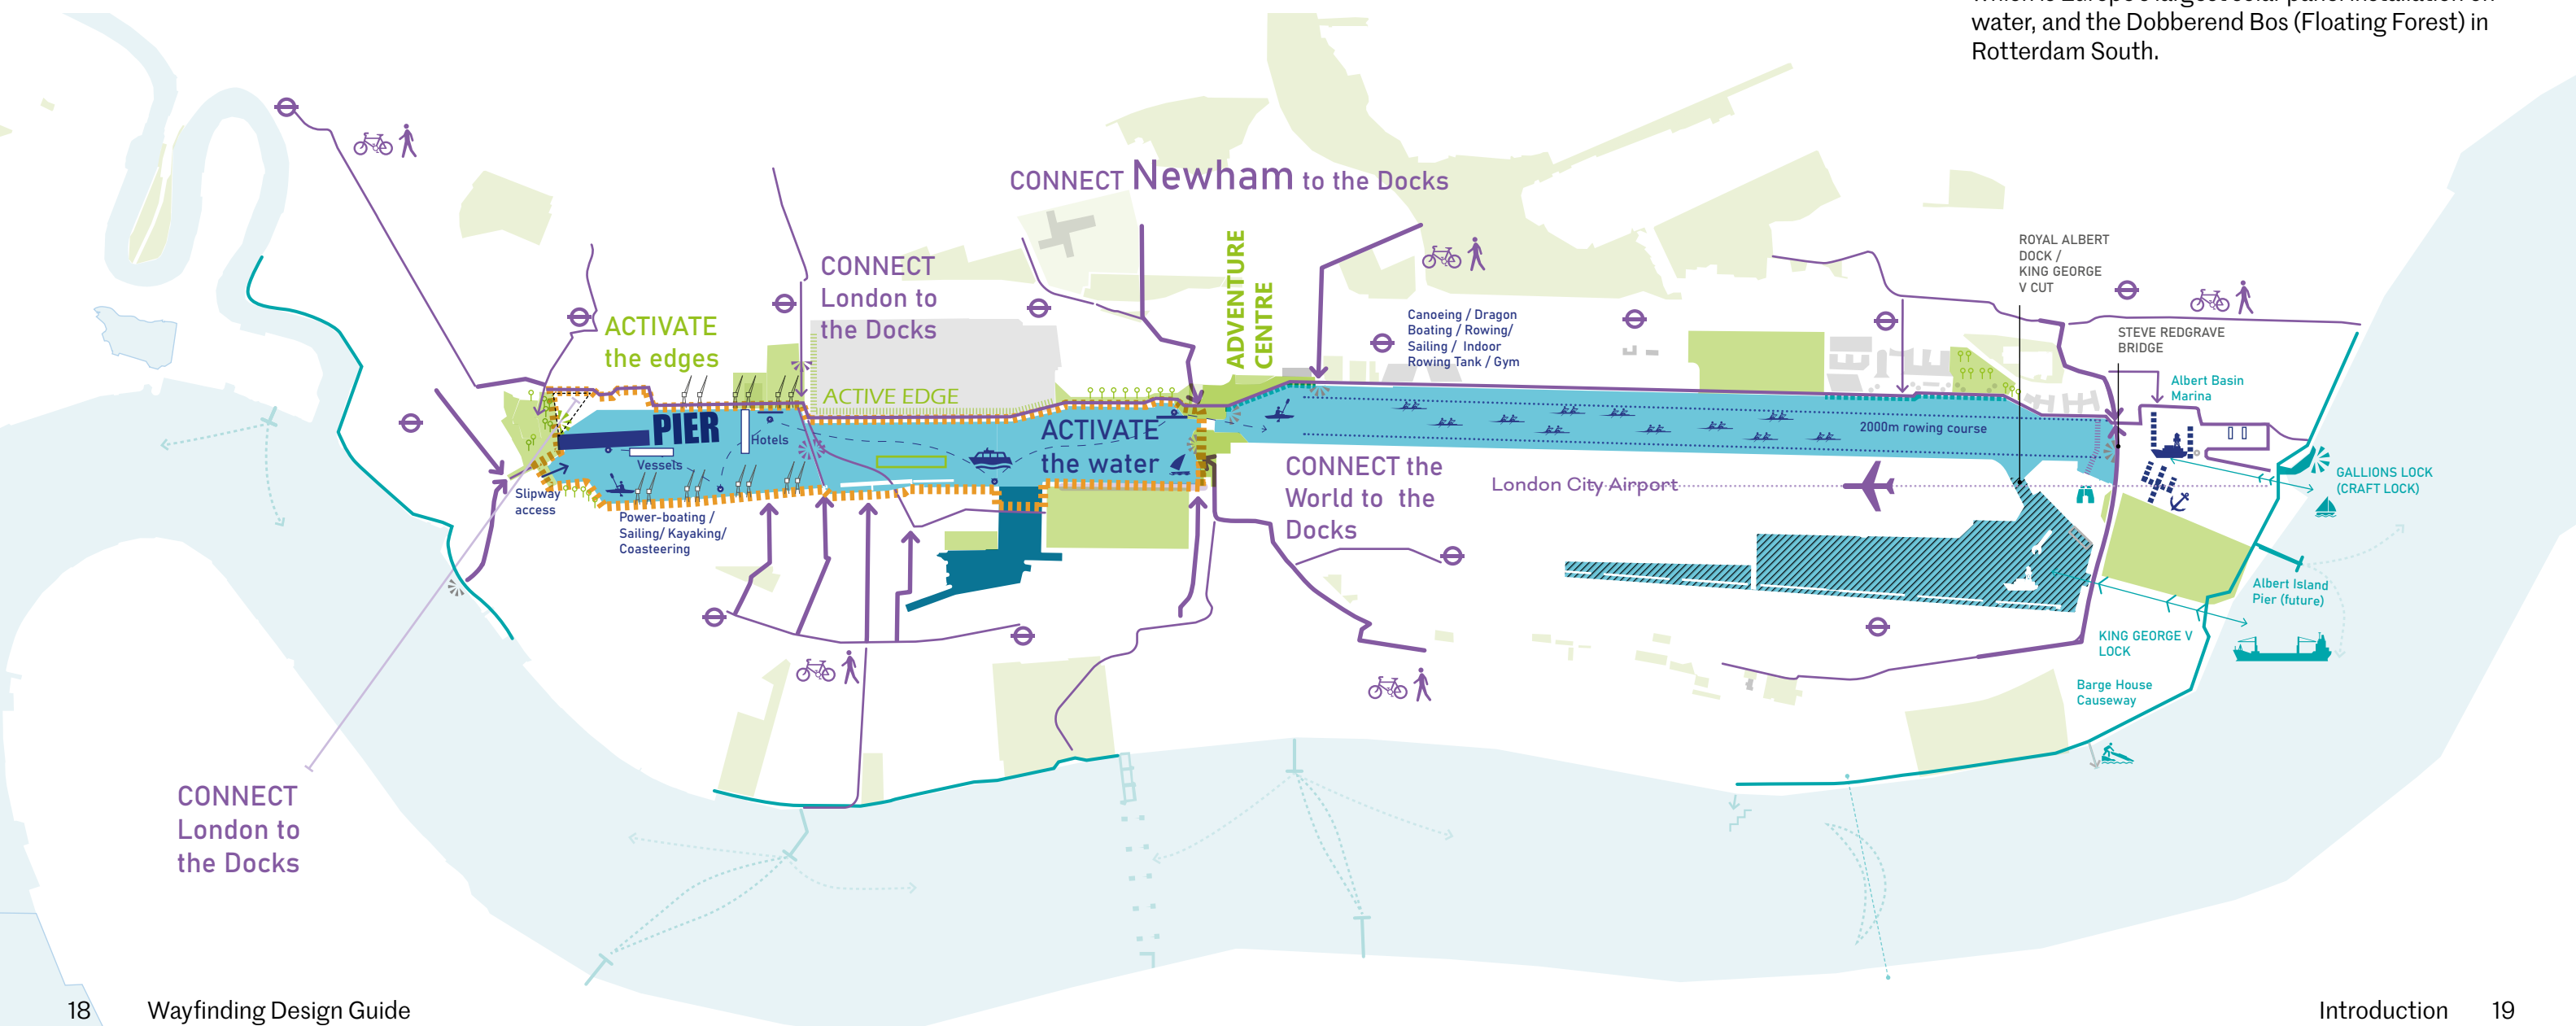 water, and the Dobberend Bos (Floating Forest) in
Rotterdam South.
CONNECT Newham to the Docks
CONNECT
London to
the Docks
ACTIVATE
the edges
ACTIVE EDGE
ADVENTURE
CENTRE
Canoeing / Dragon
Boating / Rowing/
Sailing / Indoor
Rowing Tank / Gym
ROYAL ALBERT
DOCK /
KING GEORGE
V CUT
STEVE REDGRAVE
BRIDGE
Albert Basin
Marina
PIER
Hotels
Vessels
ACTIVATE
the water
2000m rowing course
Slipway
access
Power-boating /
Sailing/ Kayaking/
Coasteering
CONNECT the
World to the
Docks
London City Airport
GALLIONS LOCK
(CRAFT LOCK)
Albert Island
Pier (future)
KING GEORGE V
LOCK
Barge House
Causeway
CONNECT
London to
the Docks
18 Wayfinding Design Guide
Introduction 19